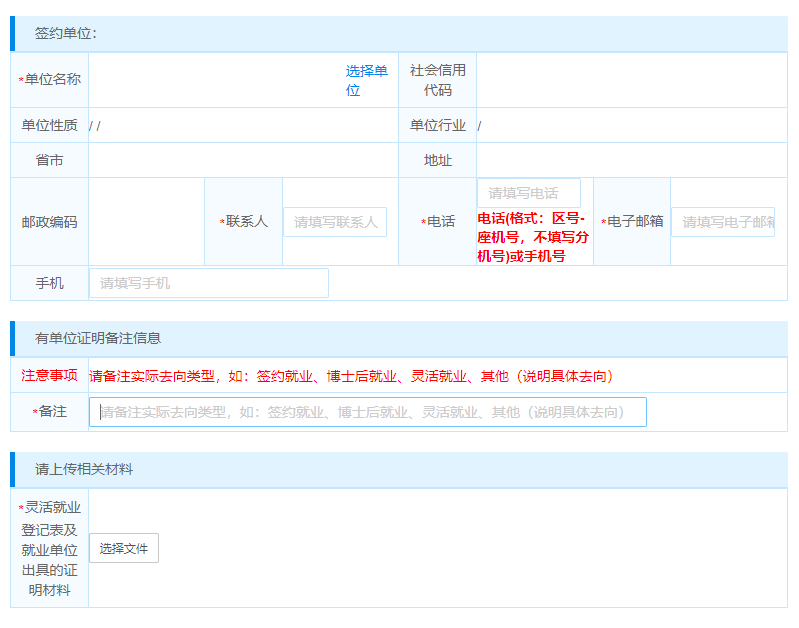 签约单位：
*单位名称
选择单
位
社会信用
代码
单位性质
/ /
单位行业
/
省市
地址
邮政编码
*联系人
请填写联系人
*电话
请填写电话
电话(格式：区号-
座机号，不填写分
机号)或手机号
*电子邮箱
请填写电子邮箱
手机
请填写手机
有单位证明备注信息
注意事项
请备注实际去向类型，如：签约就业、博士后就业、灵活就业、其他（说明具体去向）
*备注
请备注实际去向类型，如：签约就业、博士后就业、灵活就业、其他（说明具体去向）
请上传相关材料
*灵活就业
登记表及
就业单位
出具的证
明材料
选择文件